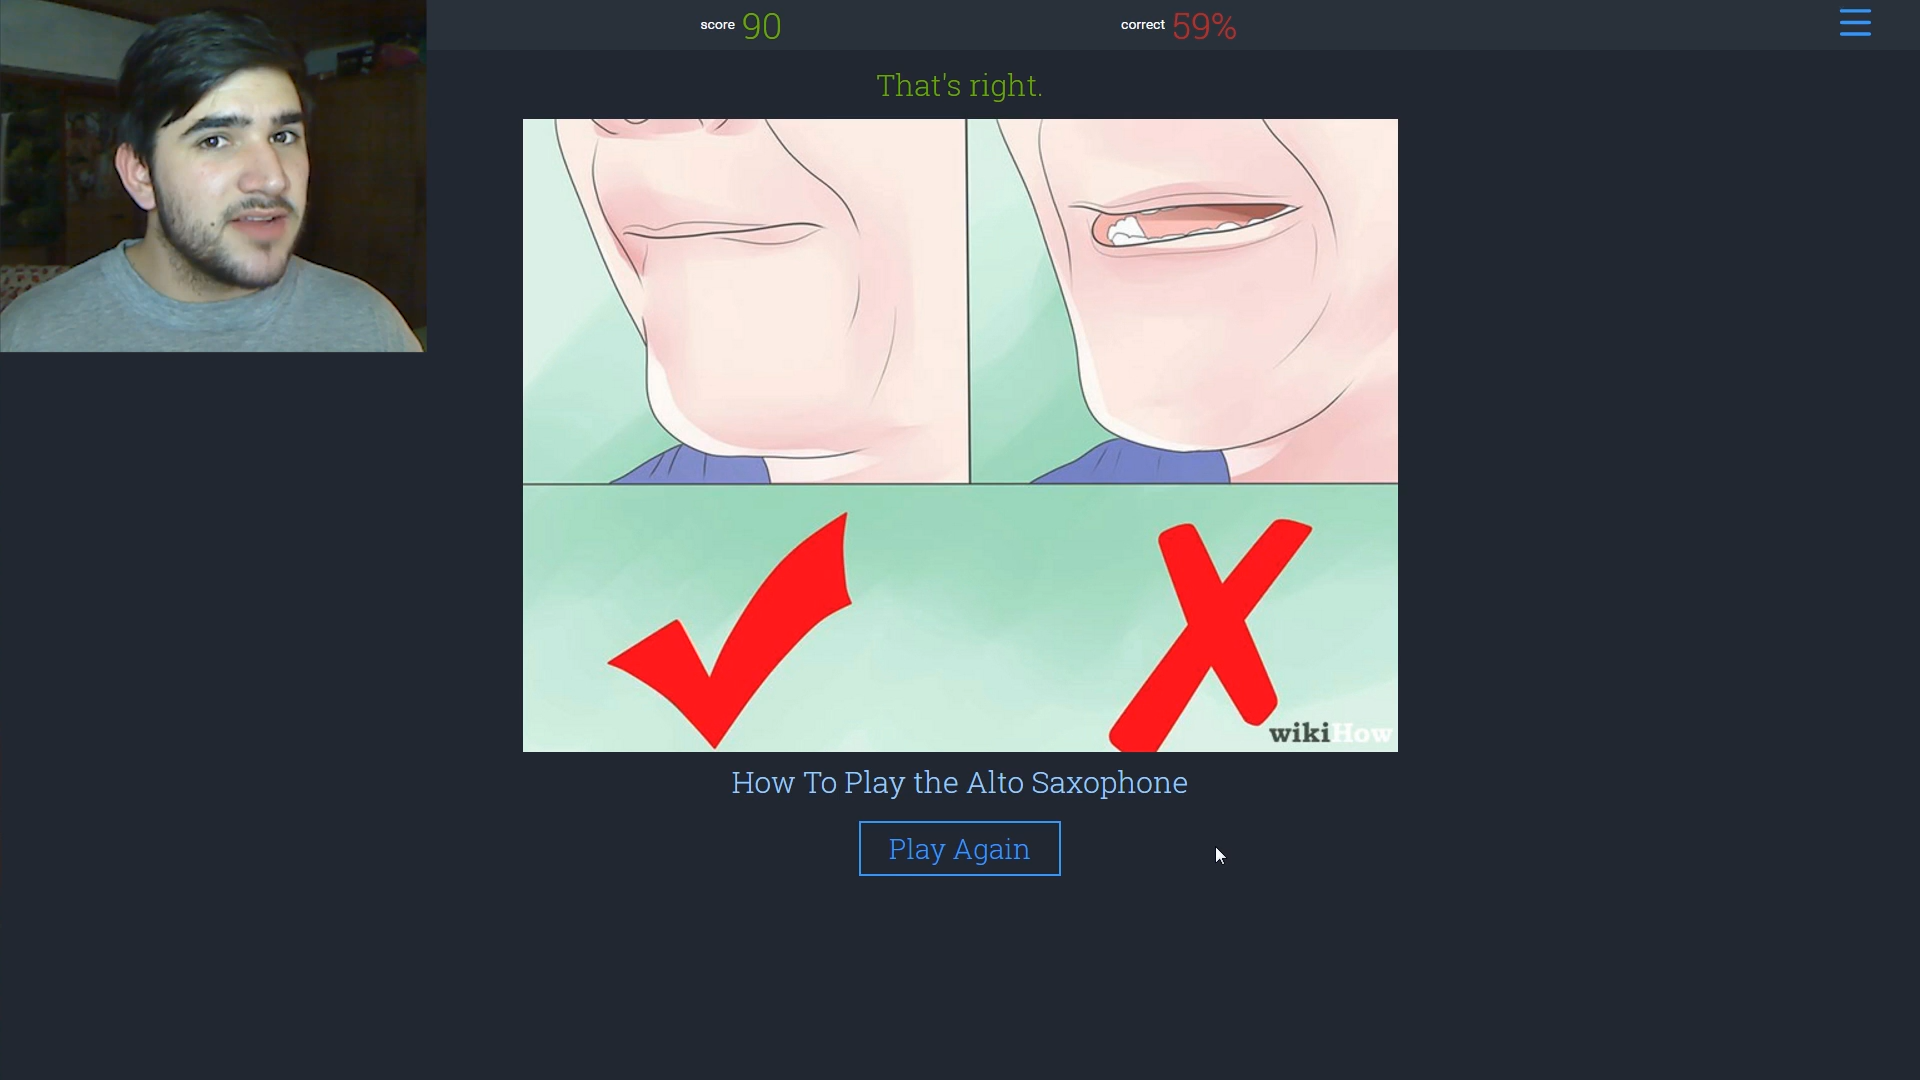 score 90
correct 59%
That's right.
wikiHow
How To Play the Alto Saxophone
Play Again